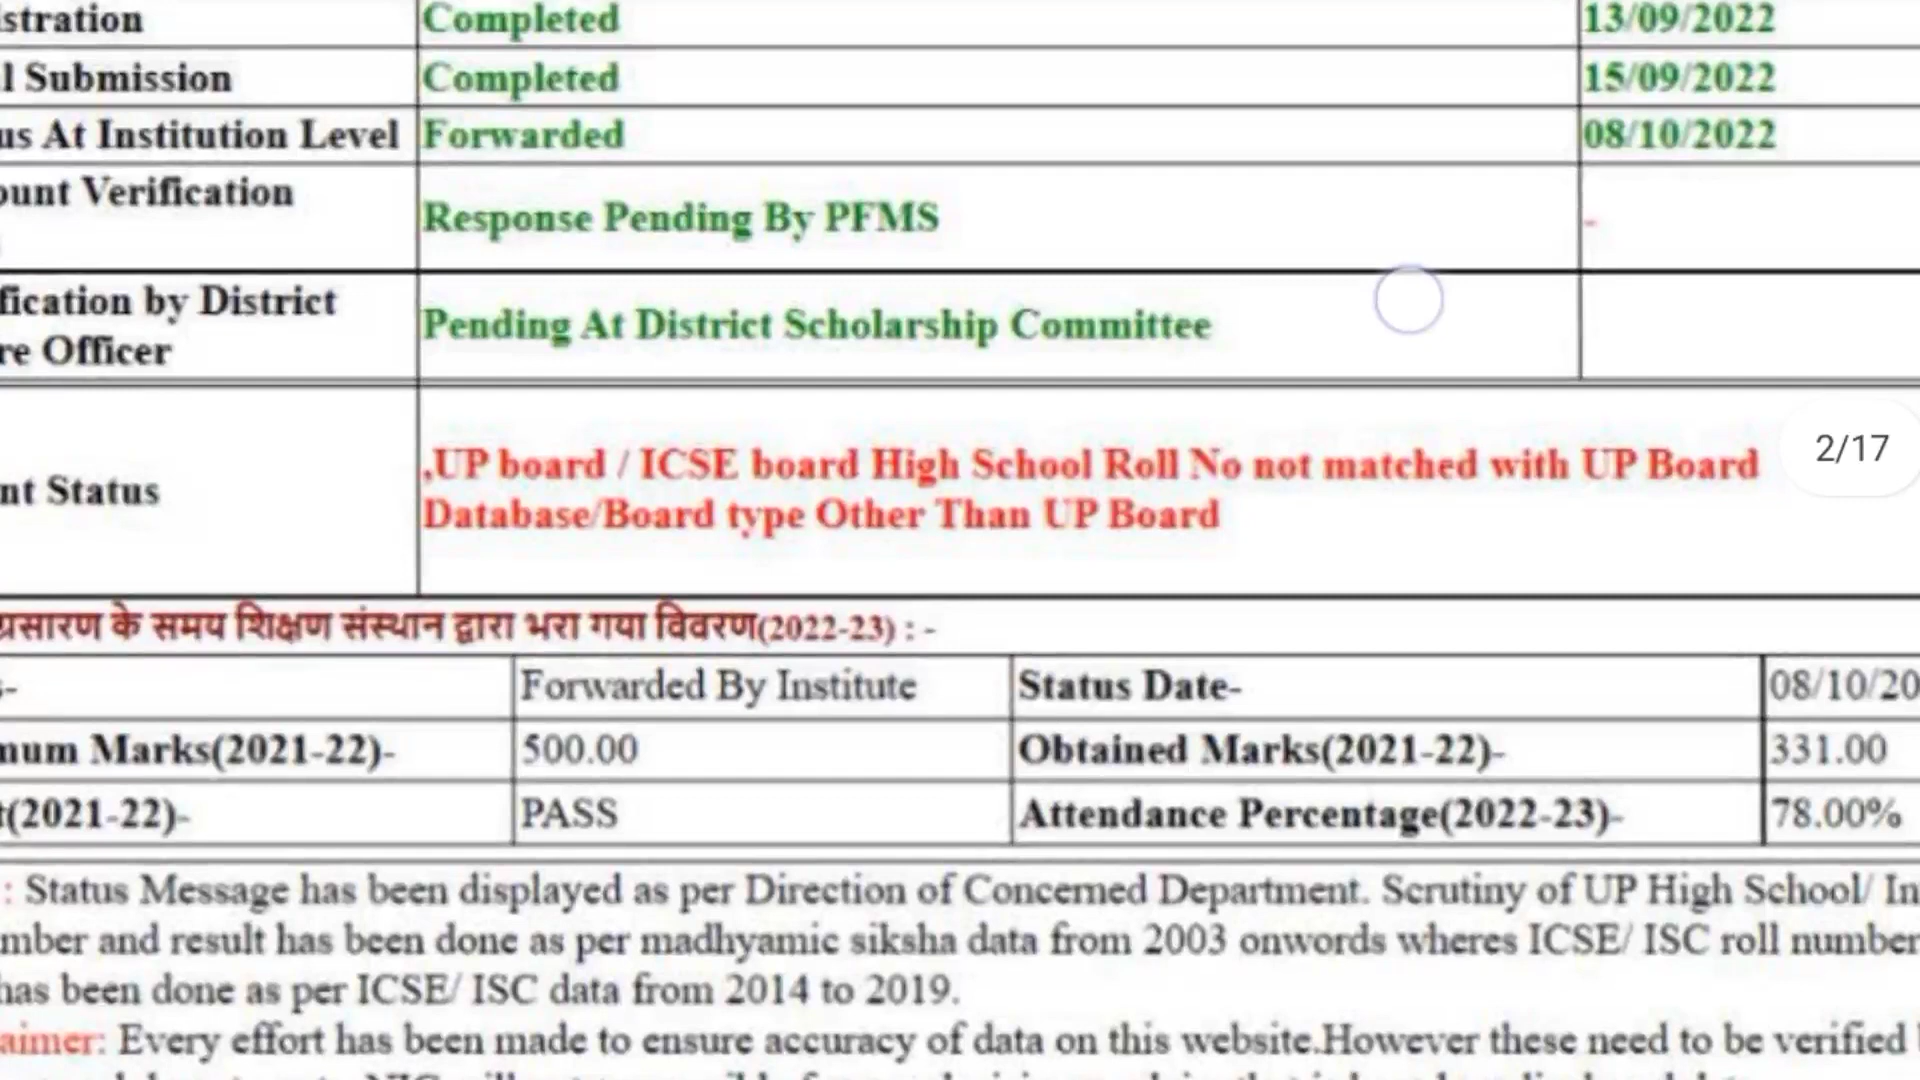 stration Completed 13/09/2022
l Submission Completed 15/09/2022
us At Institution Level Forwarded 08/10/2022
ount Verification
Response Pending By PFMS -
fication by District
re Officer
Pending At District Scholarship Committee
,UP board / ICSE board High School Roll No not matched with UP Board
Database/Board type Other Than UP Board
nt Status
2/17
प्रसारण के समय शिक्षण संस्थान द्वारा भरा गया विवरण(2022-23) : -
s- Forwarded By Institute Status Date- 08/10/20
mum Marks(2021-22)- 500.00 Obtained Marks(2021-22)- 331.00
t(2021-22)- PASS Attendance Percentage(2022-23)- 78.00%
: Status Message has been displayed as per Direction of Concerned Department. Scrutiny of UP High School/ In
mber and result has been done as per madhyamic siksha data from 2003 onwords wheres ICSE/ ISC roll number
has been done as per ICSE/ ISC data from 2014 to 2019.
aimer: Every effort has been made to ensure accuracy of data on this website.However these need to be verified